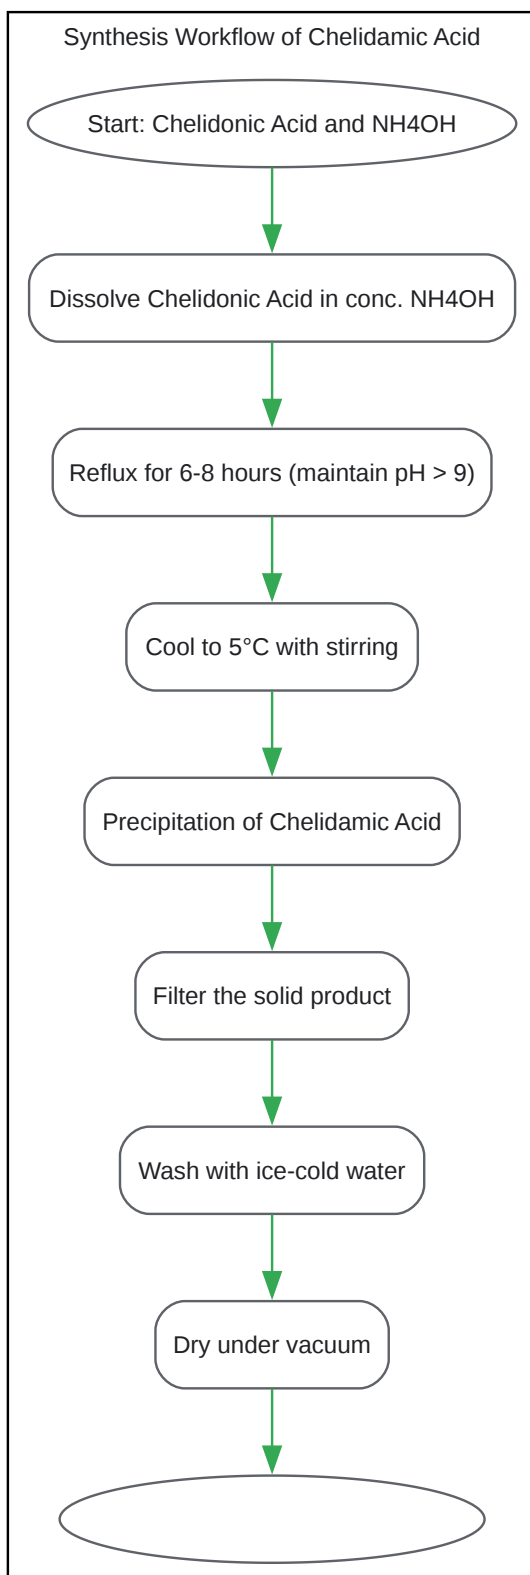 Synthesis Workflow of Chelidamic Acid
Start: Chelidonic Acid and NH4OH
Dissolve Chelidonic Acid in conc. NH4OH
Reflux for 6-8 hours (maintain pH > 9)
Cool to 5°C with stirring
Precipitation of Chelidamic Acid
Filter the solid product
Wash with ice-cold water
Dry under vacuum